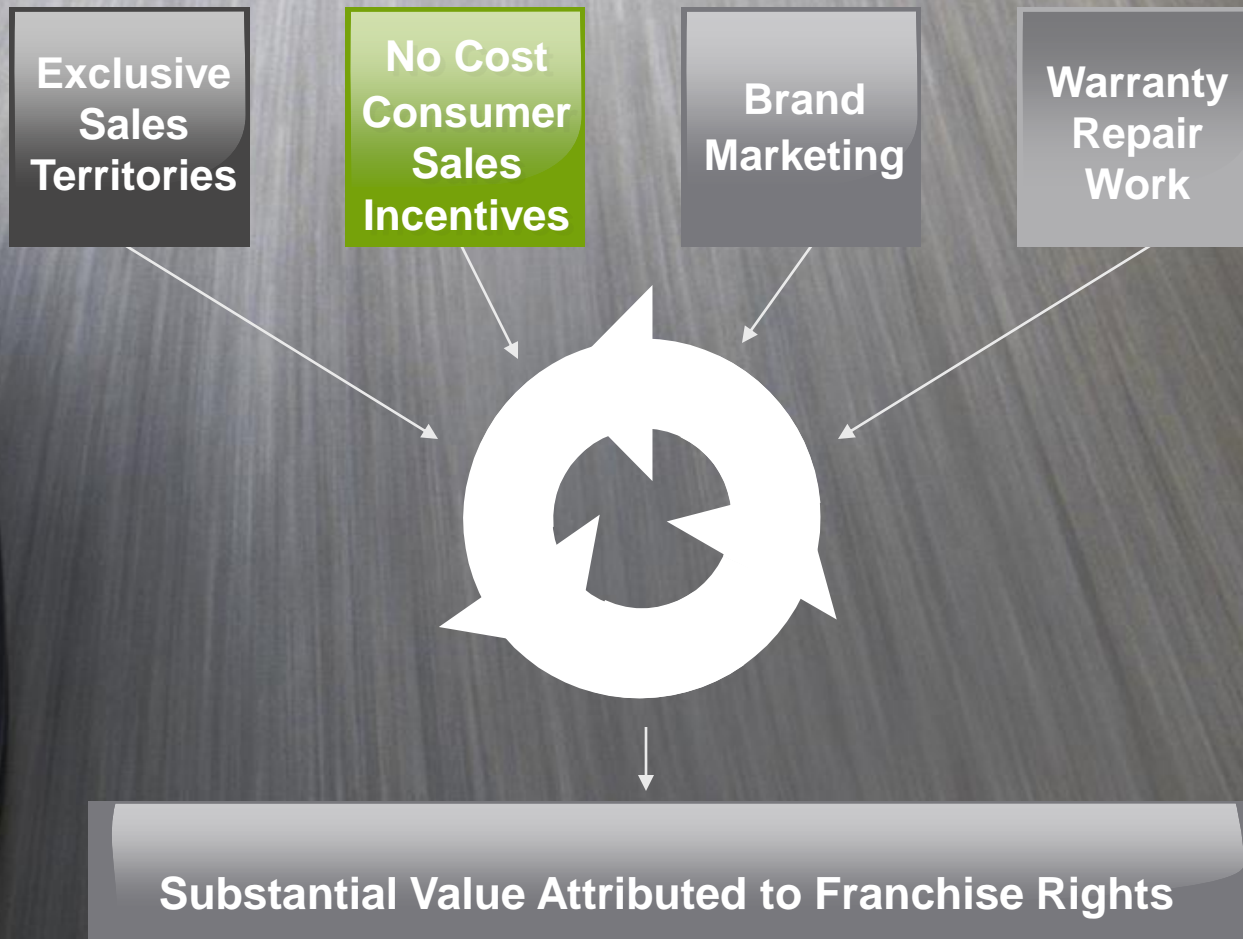 Exclusive
Sales
Territories
No Cost
Consumer
Sales
Incentives
Brand
Marketing
Warranty
Repair
Work
Substantial Value Attributed to Franchise Rights